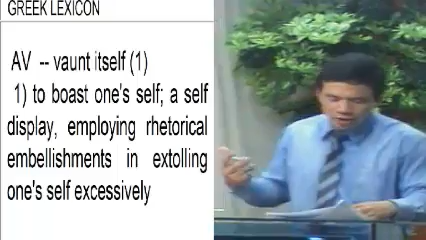 GREEK LEXICON
AV -- vaunt itself (1)
1) to boast one's self; a self
display, employing rhetorical
embellishments in extolling
one's self excessively